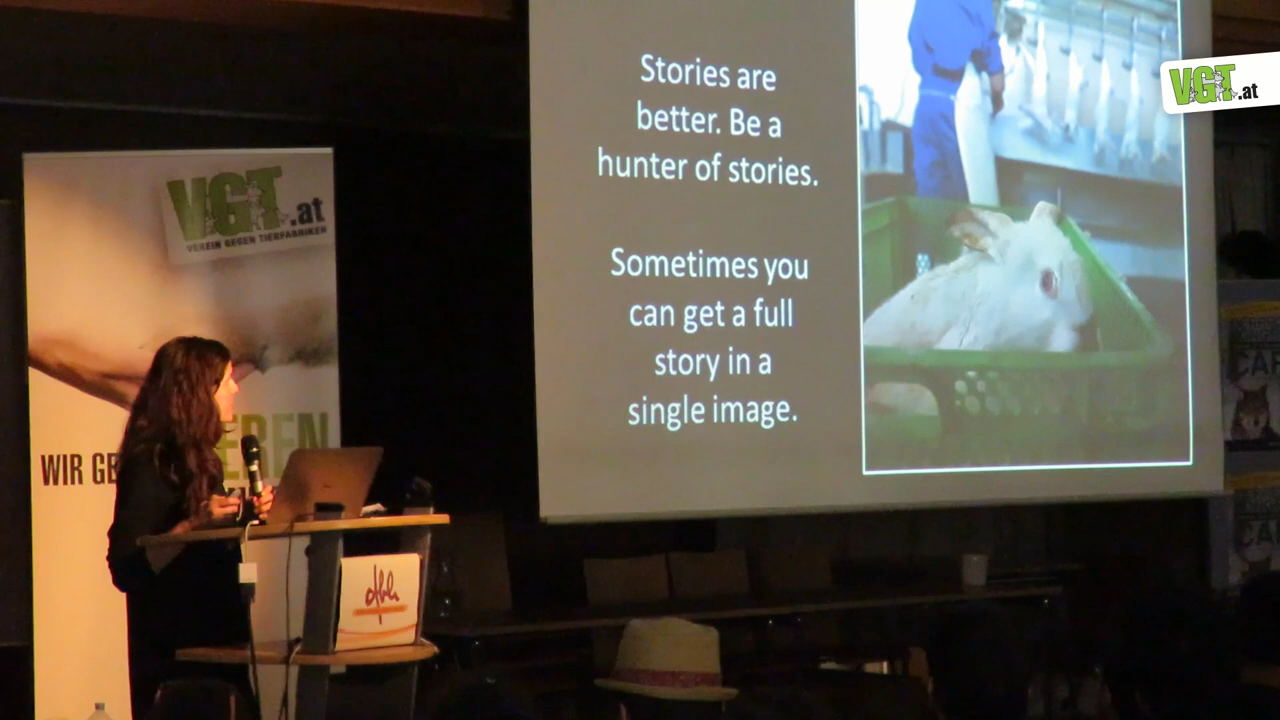 Stories are
better. Be a
hunter of stories.
Sometimes you
can get a full
story in a
single image.
VGT.at
VGT.at
VEREIN GEGEN TIERFABRIKEN
WIR GE
EREN
dbb